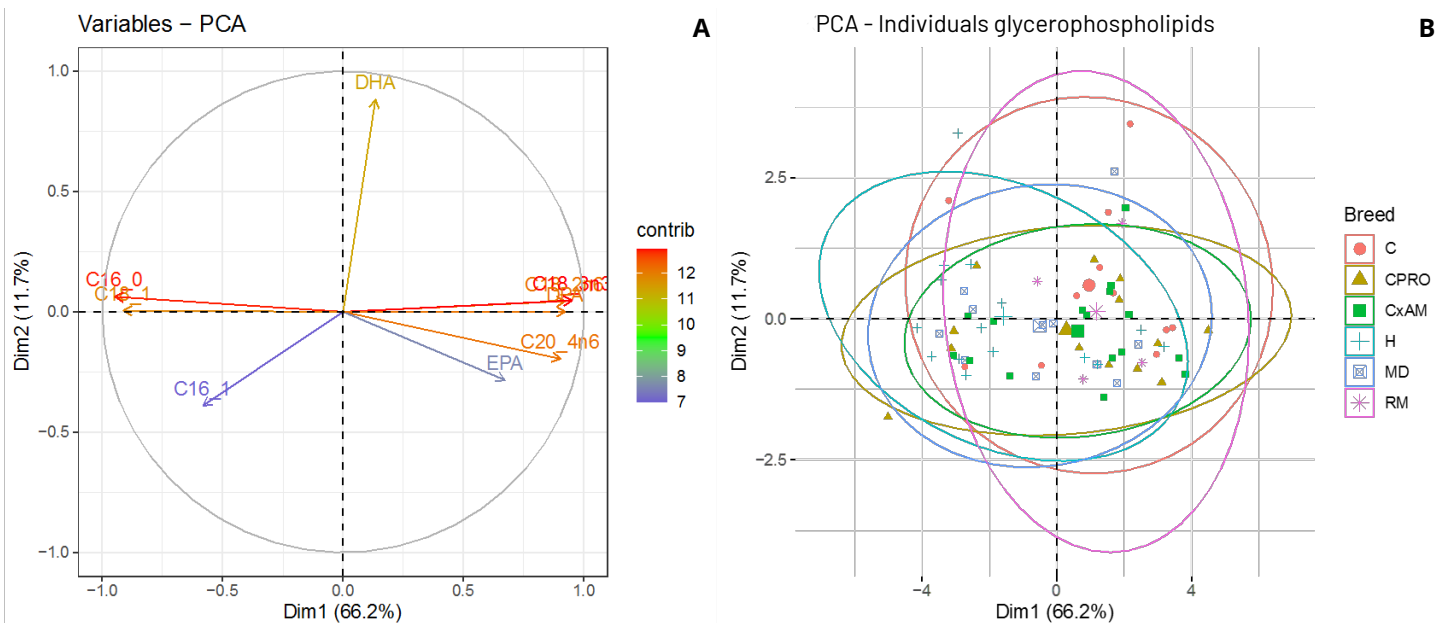 Variables − PCA
A
1.0
0.5
0.0
−0.5
−1.0
Dim2 (11.7%)
DHA
C16_0
C20_4n6
EPA
C16_1
−1.0
−0.5
0.0
0.5
1.0
Dim1 (66.2%)
contrib
12
11
10
9
8
7
PCA - Individuals glycerophospholipids
B
2.5
0.0
−2.5
Dim2 (11.7%)
−4
0
4
Dim1 (66.2%)
Breed
C
CPRO
CxAM
H
MD
RM